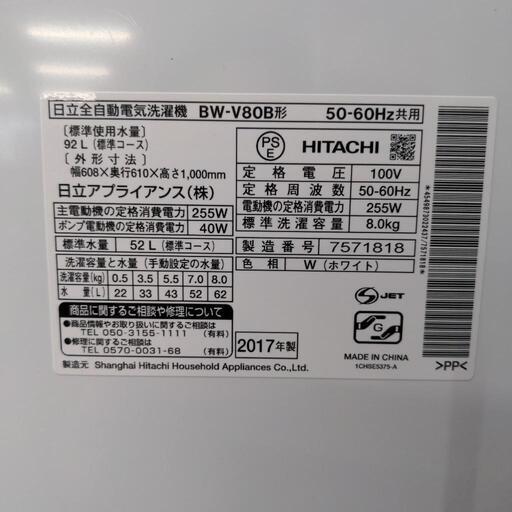 日立全自動電気洗濯機 BW-V80B形 50-60Hz共用
〔標準使用水量〕
92L(標準コース)
〔外形寸法〕
幅608×奥行610×高さ1,000mm
日立アプライアンス(株)
主電動機の定格消費電力 255W
ポンプ電動機の定格消費電力 40W
標準水量 52L(標準コース)
洗濯容量と水量 (手動設定の水量)
洗濯容量(kg) 0.5 3.5 5.5 7.0 8.0
水量(L) 22 33 43 52 62
商品に関するご相談や修理について
●商品情報やお取り扱いに関するご相談
TEL 050-3155-1111 (有料)
●修理に関するご相談
TEL 0570-0031-68 (有料)
2017年製
製造元 Shanghai Hitachi Household Appliances Co.,Ltd.
PS
E
HITACHI
定格電圧 100V
定格周波数 50-60Hz
電動機の定格消費電力 255W
標準洗濯容量 8.0kg
製造番号 7571818
色相 W(ホワイト)
JET
G
MADE IN CHINA
1CHSE5375-A
*4549873022437/7571818*
>PP<